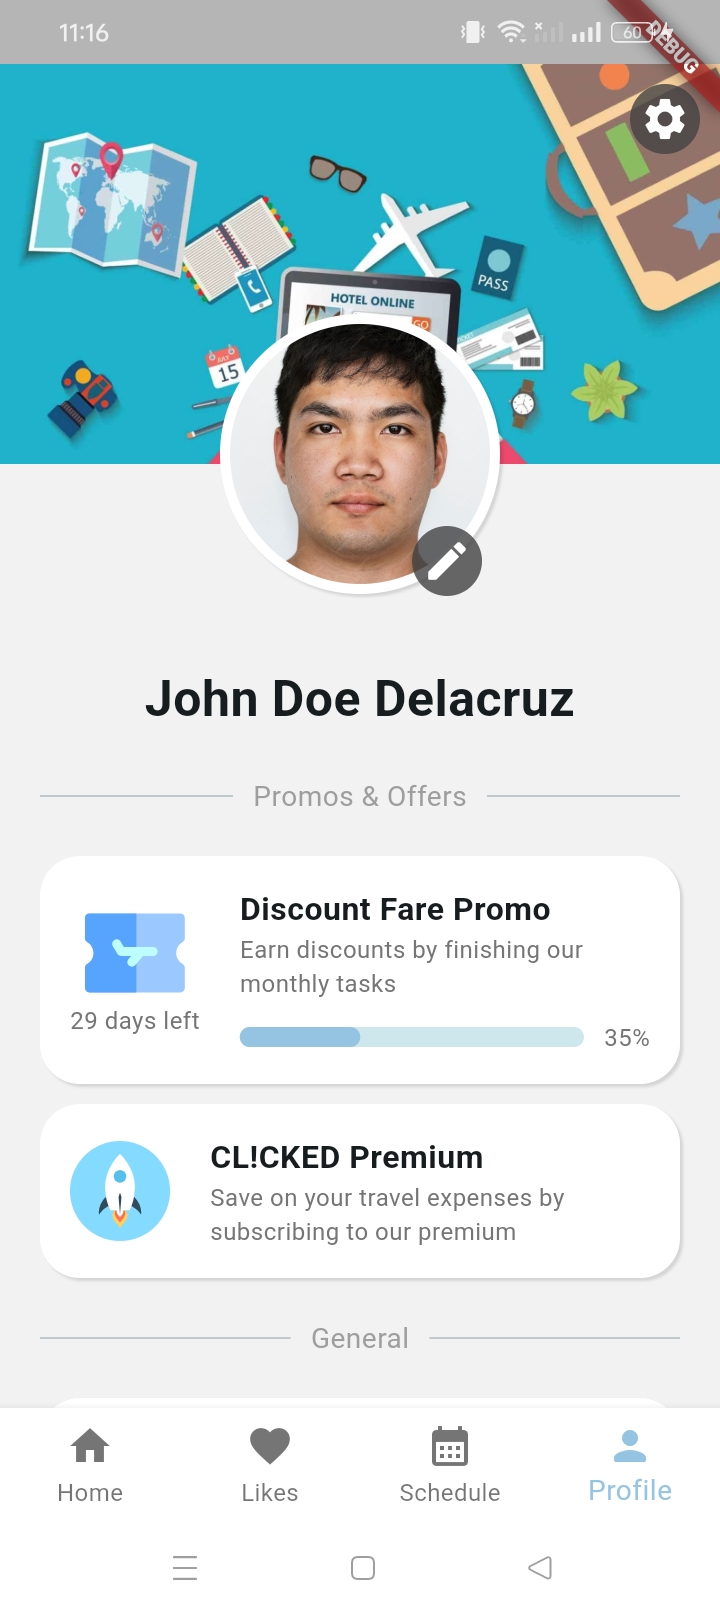 11:16
60
DEBUG
HOTEL ONLINE
PASS
GO
JULY
15
John Doe Delacruz
Promos & Offers
Discount Fare Promo
Earn discounts by finishing our
monthly tasks
29 days left
35%
CL!CKED Premium
Save on your travel expenses by
subscribing to our premium
General
Home
Likes
Schedule
Profile